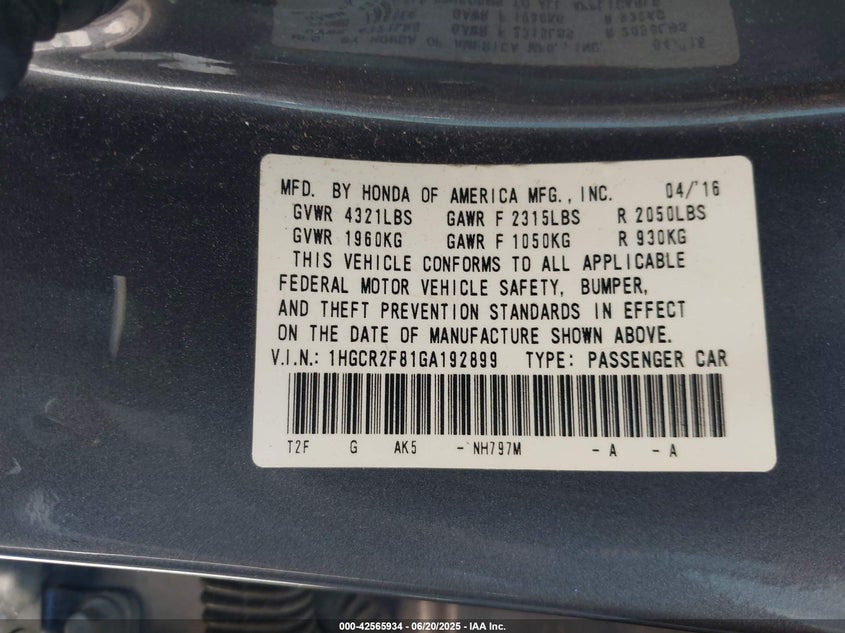 MFD. BY HONDA OF AMERICA MFG., INC. 04/'16
GVWR 4321LBS GAWR F 2315LBS R 2050LBS
GVWR 1960KG GAWR F 1050KG R 930KG
THIS VEHICLE CONFORMS TO ALL APPLICABLE
FEDERAL MOTOR VEHICLE SAFETY, BUMPER,
AND THEFT PREVENTION STANDARDS IN EFFECT
ON THE DATE OF MANUFACTURE SHOWN ABOVE.
V.I.N.: 1HGCR2F81GA192899 TYPE: PASSENGER CAR
T2F G AK5 - NH797M - A - A
000-42565934 | 06/20/2025 | IAA Inc.